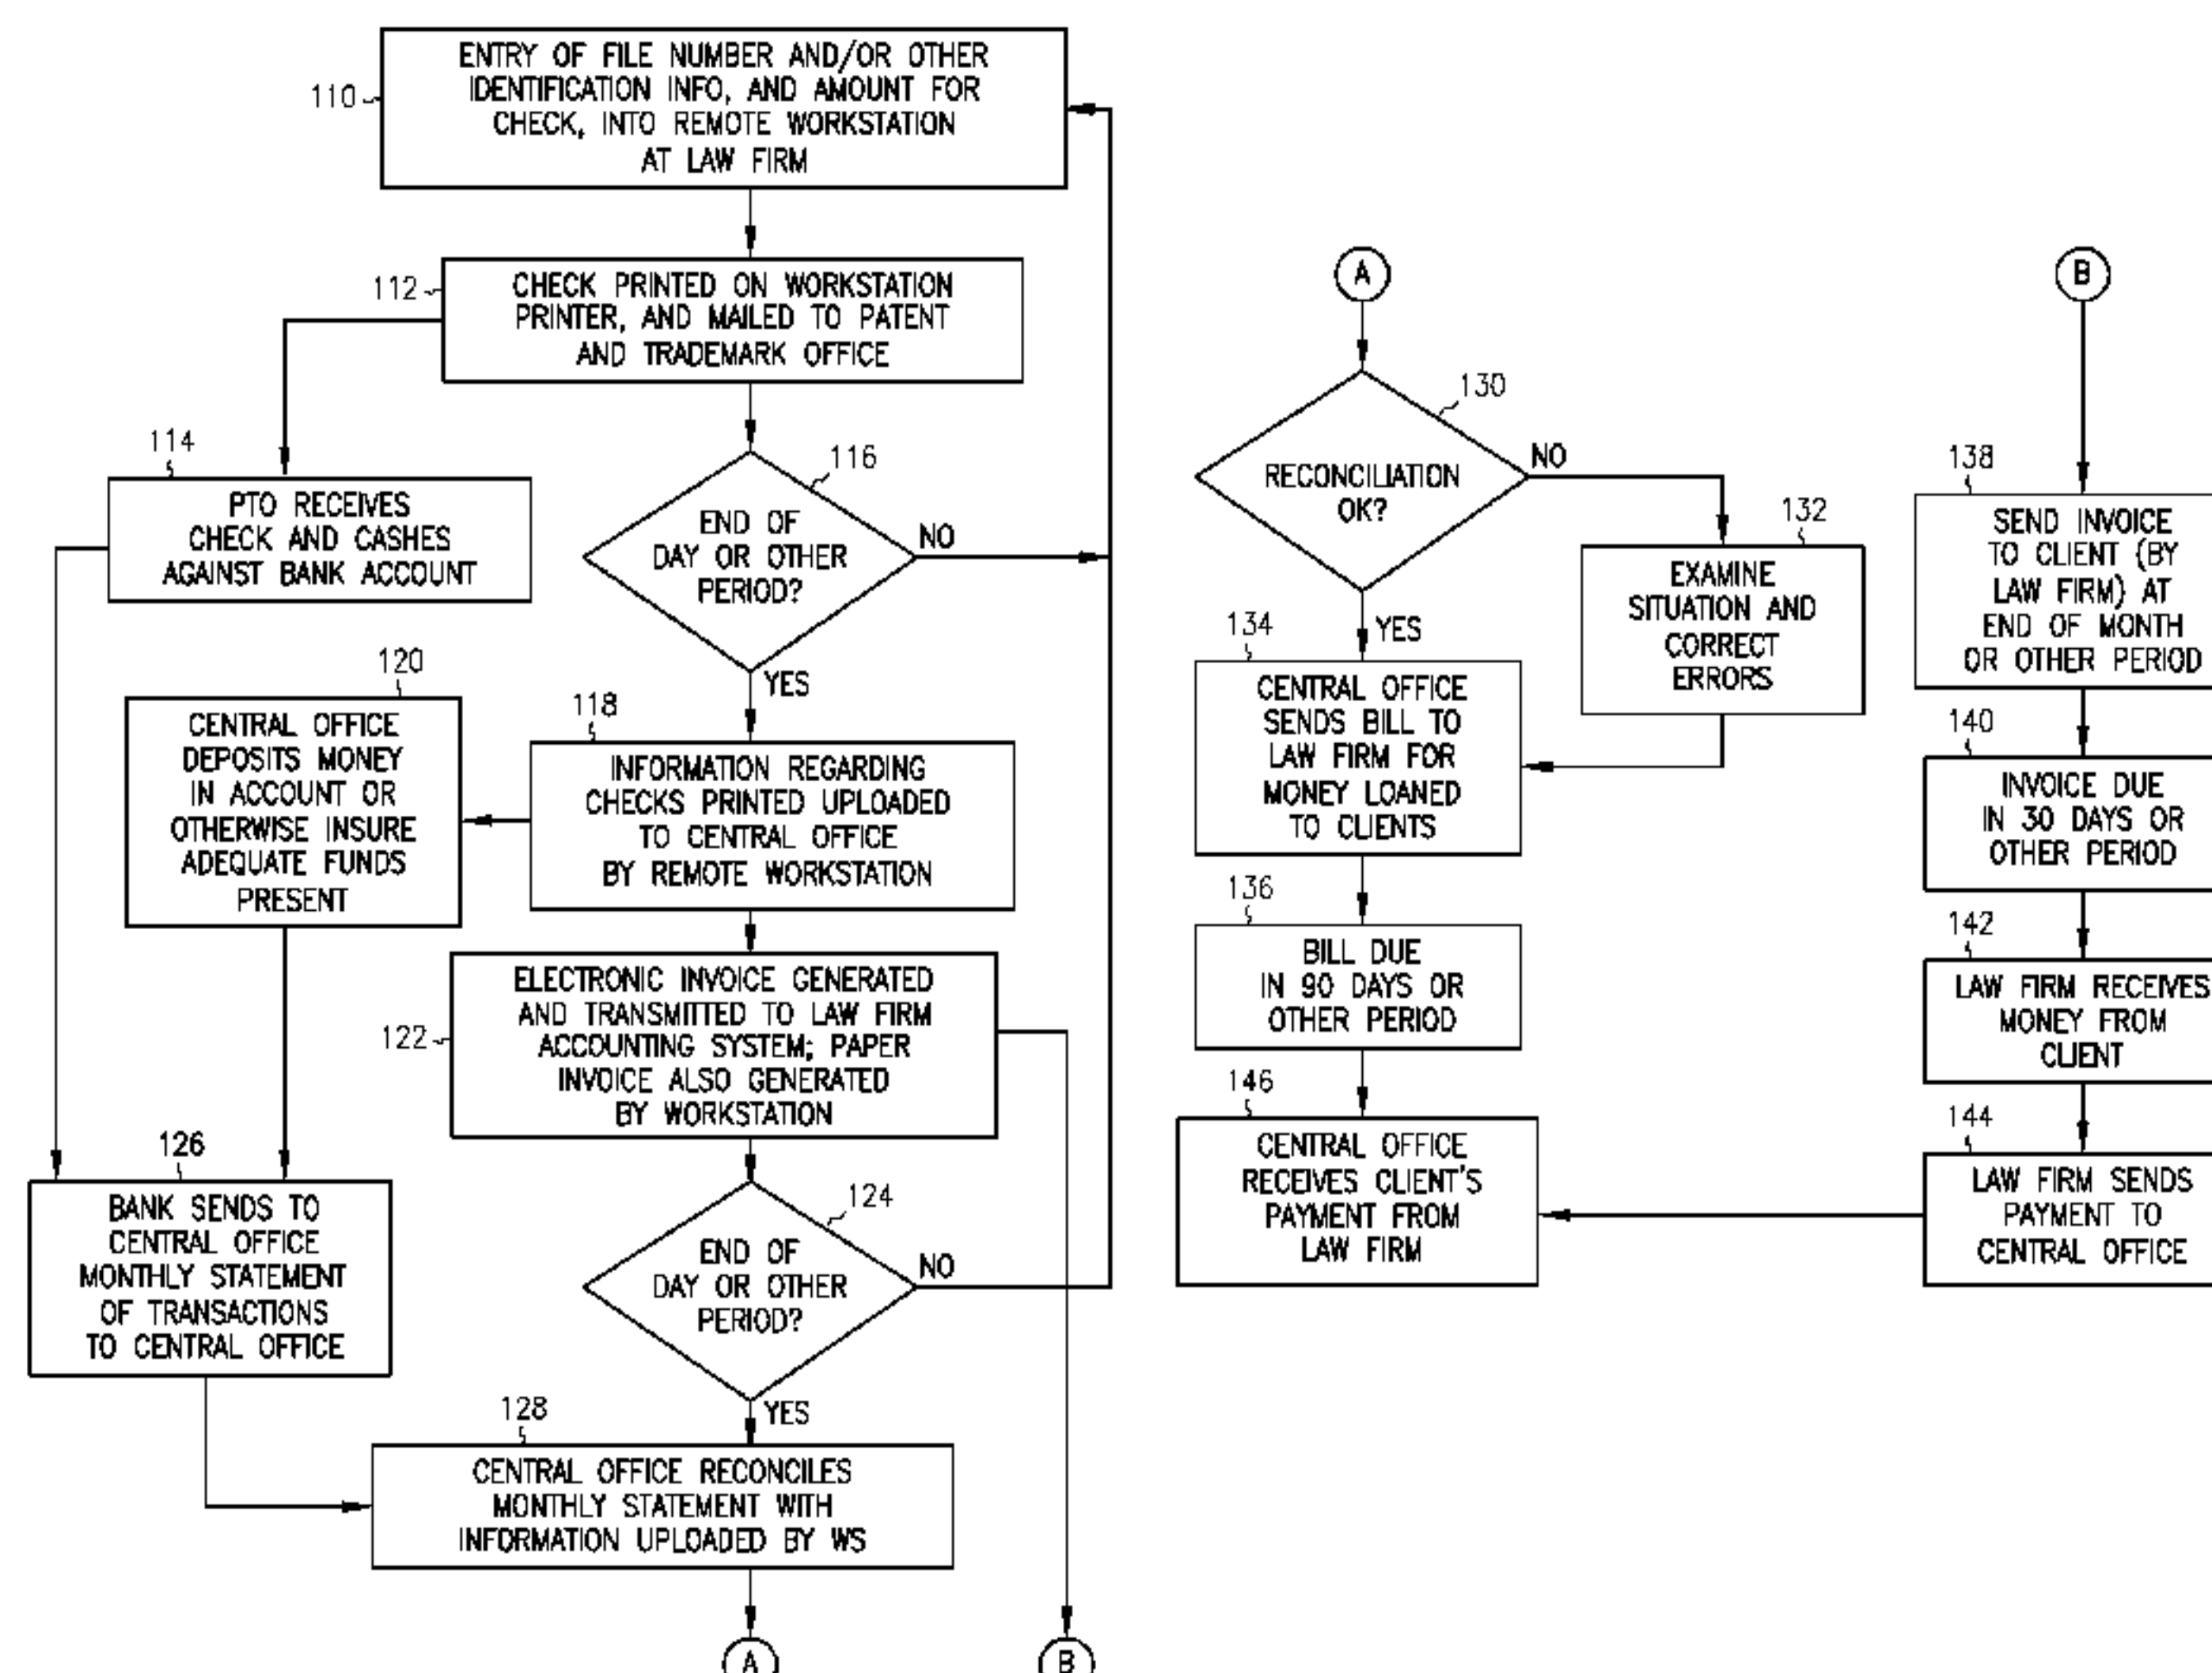 110
ENTRY OF FILE NUMBER AND/OR OTHER
IDENTIFICATION INFO, AND AMOUNT FOR
CHECK, INTO REMOTE WORKSTATION
AT LAW FIRM
112
CHECK PRINTED ON WORKSTATION
PRINTER, AND MAILED TO PATENT
AND TRADEMARK OFFICE
114
PTO RECEIVES
CHECK AND CASHES
AGAINST BANK ACCOUNT
116
END OF
DAY OR OTHER
PERIOD?
NO
YES
118
INFORMATION REGARDING
CHECKS PRINTED UPLOADED
TO CENTRAL OFFICE
BY REMOTE WORKSTATION
120
CENTRAL OFFICE
DEPOSITS MONEY
IN ACCOUNT OR
OTHERWISE INSURE
ADEQUATE FUNDS
PRESENT
122
ELECTRONIC INVOICE GENERATED
AND TRANSMITTED TO LAW FIRM
ACCOUNTING SYSTEM; PAPER
INVOICE ALSO GENERATED
BY WORKSTATION
124
END OF
DAY OR OTHER
PERIOD?
NO
YES
126
BANK SENDS TO
CENTRAL OFFICE
MONTHLY STATEMENT
OF TRANSACTIONS
TO CENTRAL OFFICE
128
CENTRAL OFFICE RECONCILES
MONTHLY STATEMENT WITH
INFORMATION UPLOADED BY WS
A
B
A
130
RECONCILIATION
OK?
NO
YES
132
EXAMINE
SITUATION AND
CORRECT
ERRORS
134
CENTRAL OFFICE
SENDS BILL TO
LAW FIRM FOR
MONEY LOANED
TO CLIENTS
136
BILL DUE
IN 90 DAYS OR
OTHER PERIOD
146
CENTRAL OFFICE
RECEIVES CLIENT'S
PAYMENT FROM
LAW FIRM
B
138
SEND INVOICE
TO CLIENT (BY
LAW FIRM) AT
END OF MONTH
OR OTHER PERIOD
140
INVOICE DUE
IN 30 DAYS OR
OTHER PERIOD
142
LAW FIRM RECEIVES
MONEY FROM
CLIENT
144
LAW FIRM SENDS
PAYMENT TO
CENTRAL OFFICE